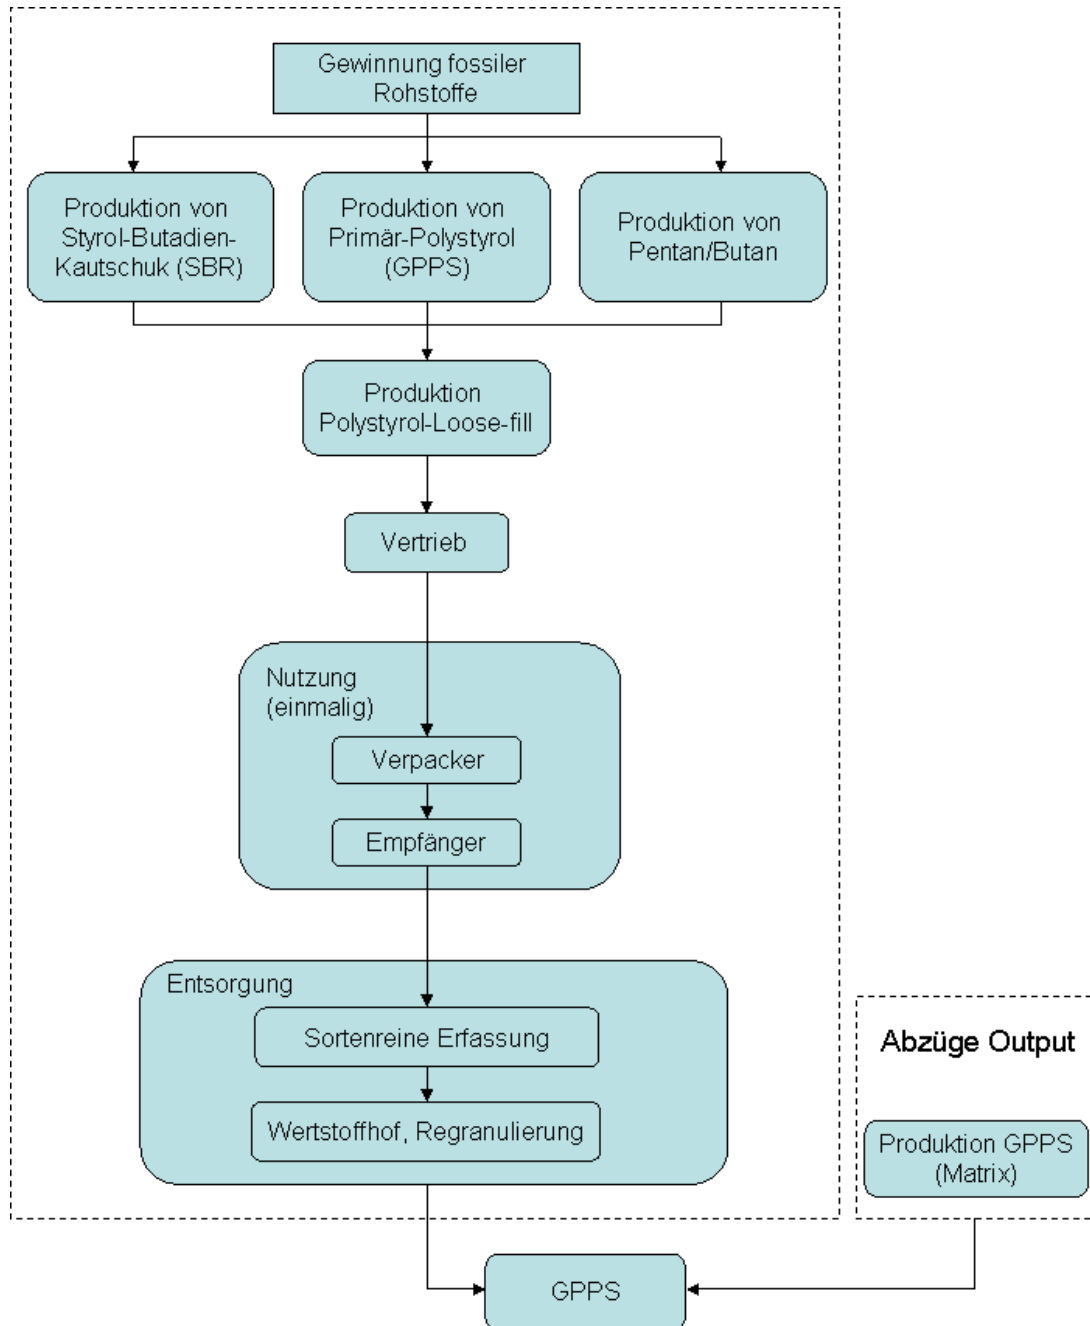 Gewinnung fossiler
Rohstoffe
Produktion von
Styrol-Butadien-
Kautschuk (SBR)
Produktion von
Primär-Polystyrol
(GPPS)
Produktion von
Pentan/Butan
Produktion
Polystyrol-Loose-fill
Vertrieb
Nutzung
(einmalig)
Verpacker
Empfänger
Entsorgung
Sortenreine Erfassung
Wertstoffhof, Regranulierung
Abzüge Output
Produktion GPPS
(Matrix)
GPPS